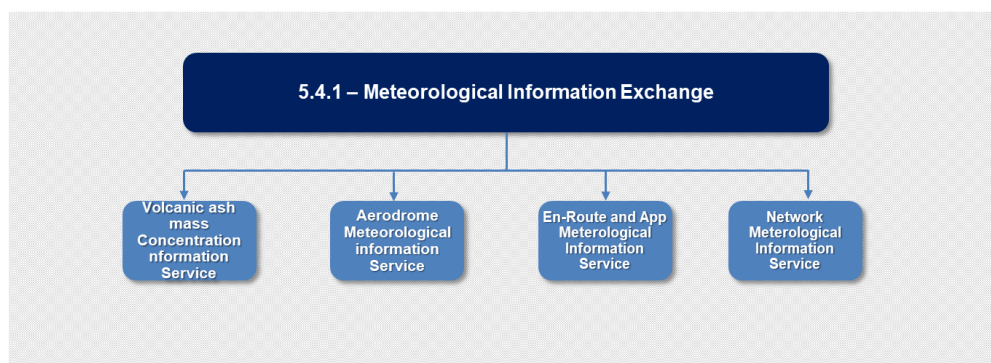 5.4.1 – Meteorological Information Exchange
Volcanic ash
mass
Concentration
nformation
Service
Aerodrome
Meteorological
information
Service
En-Route and App
Meterological
Information
Service
Network
Meterological
Information
Service